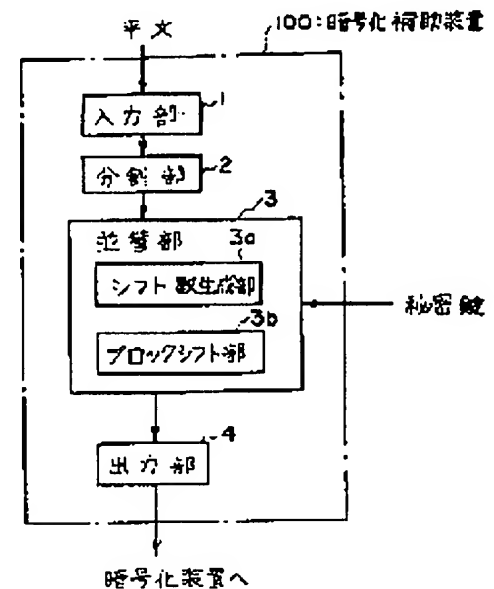 平文
100:暗号化補助装置
入力部
1
分割部
2
3
並替部
3a
シフト数生成部
秘密鍵
3b
ブロックシフト部
4
出力部
暗号化装置へ